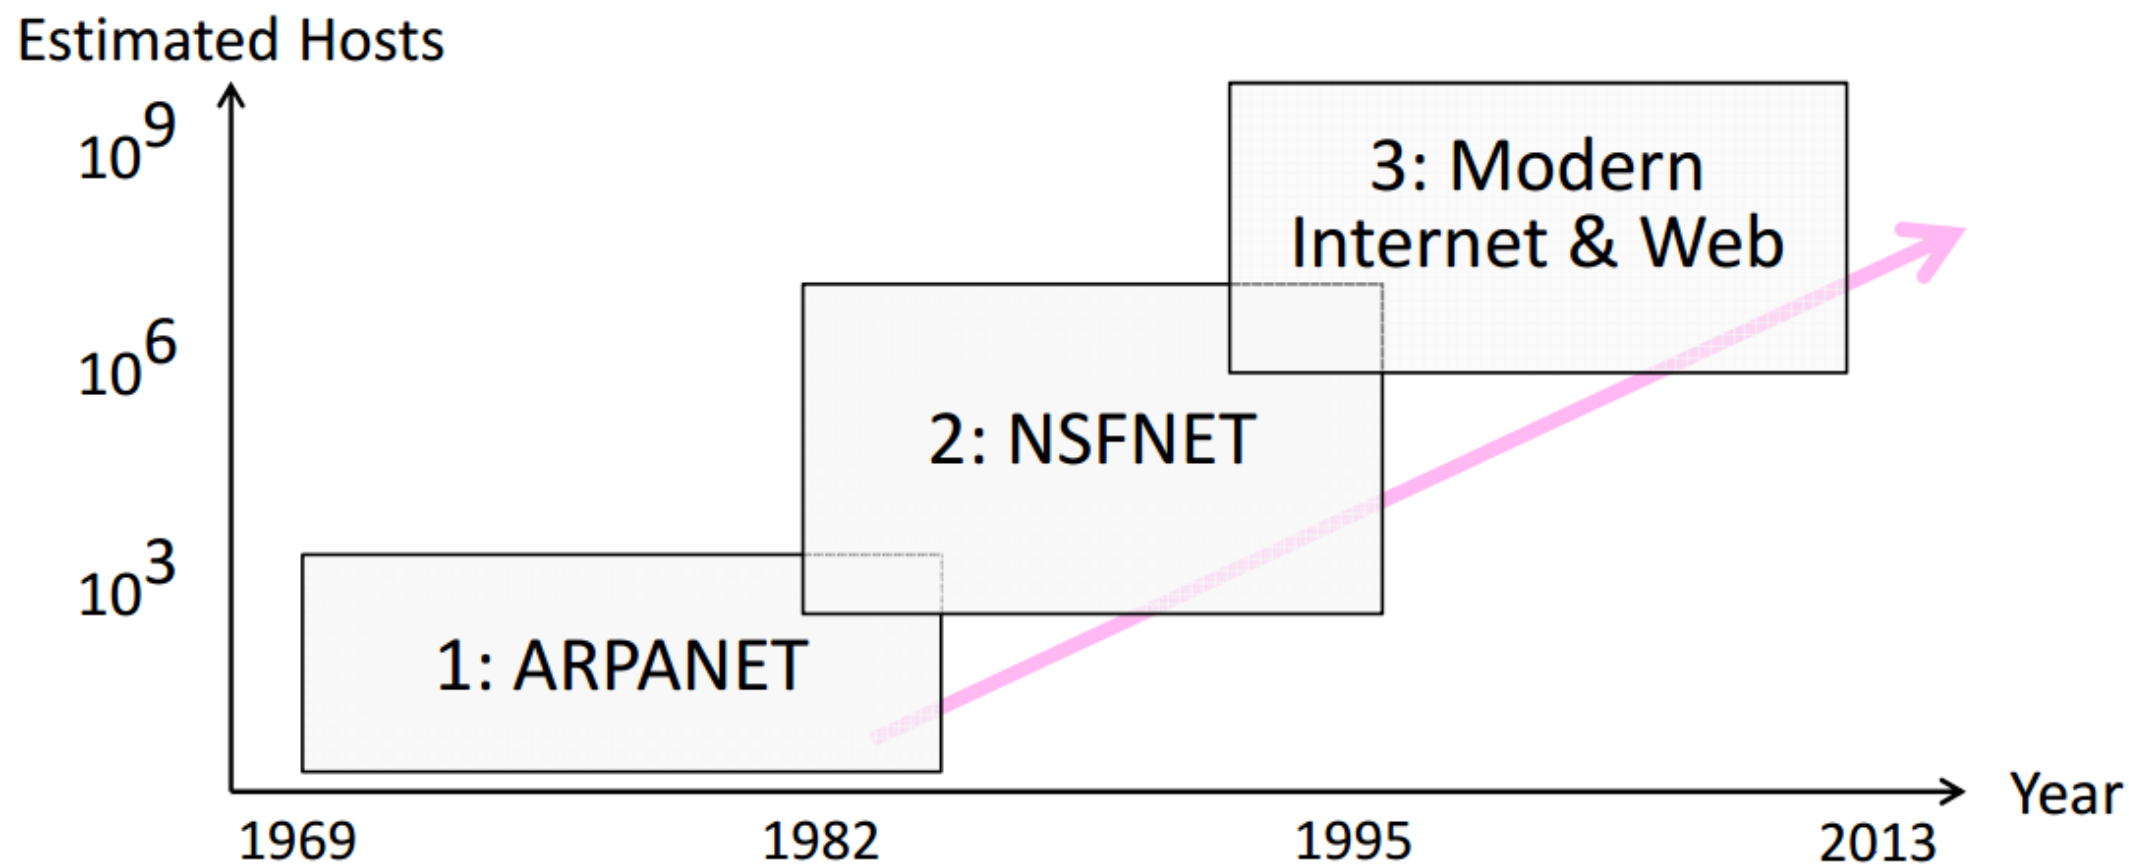 Estimated Hosts
10^9
3: Modern
Internet & Web
10^6
2: NSFNET
10^3
1: ARPANET
Year
1969 1982 1995 2013